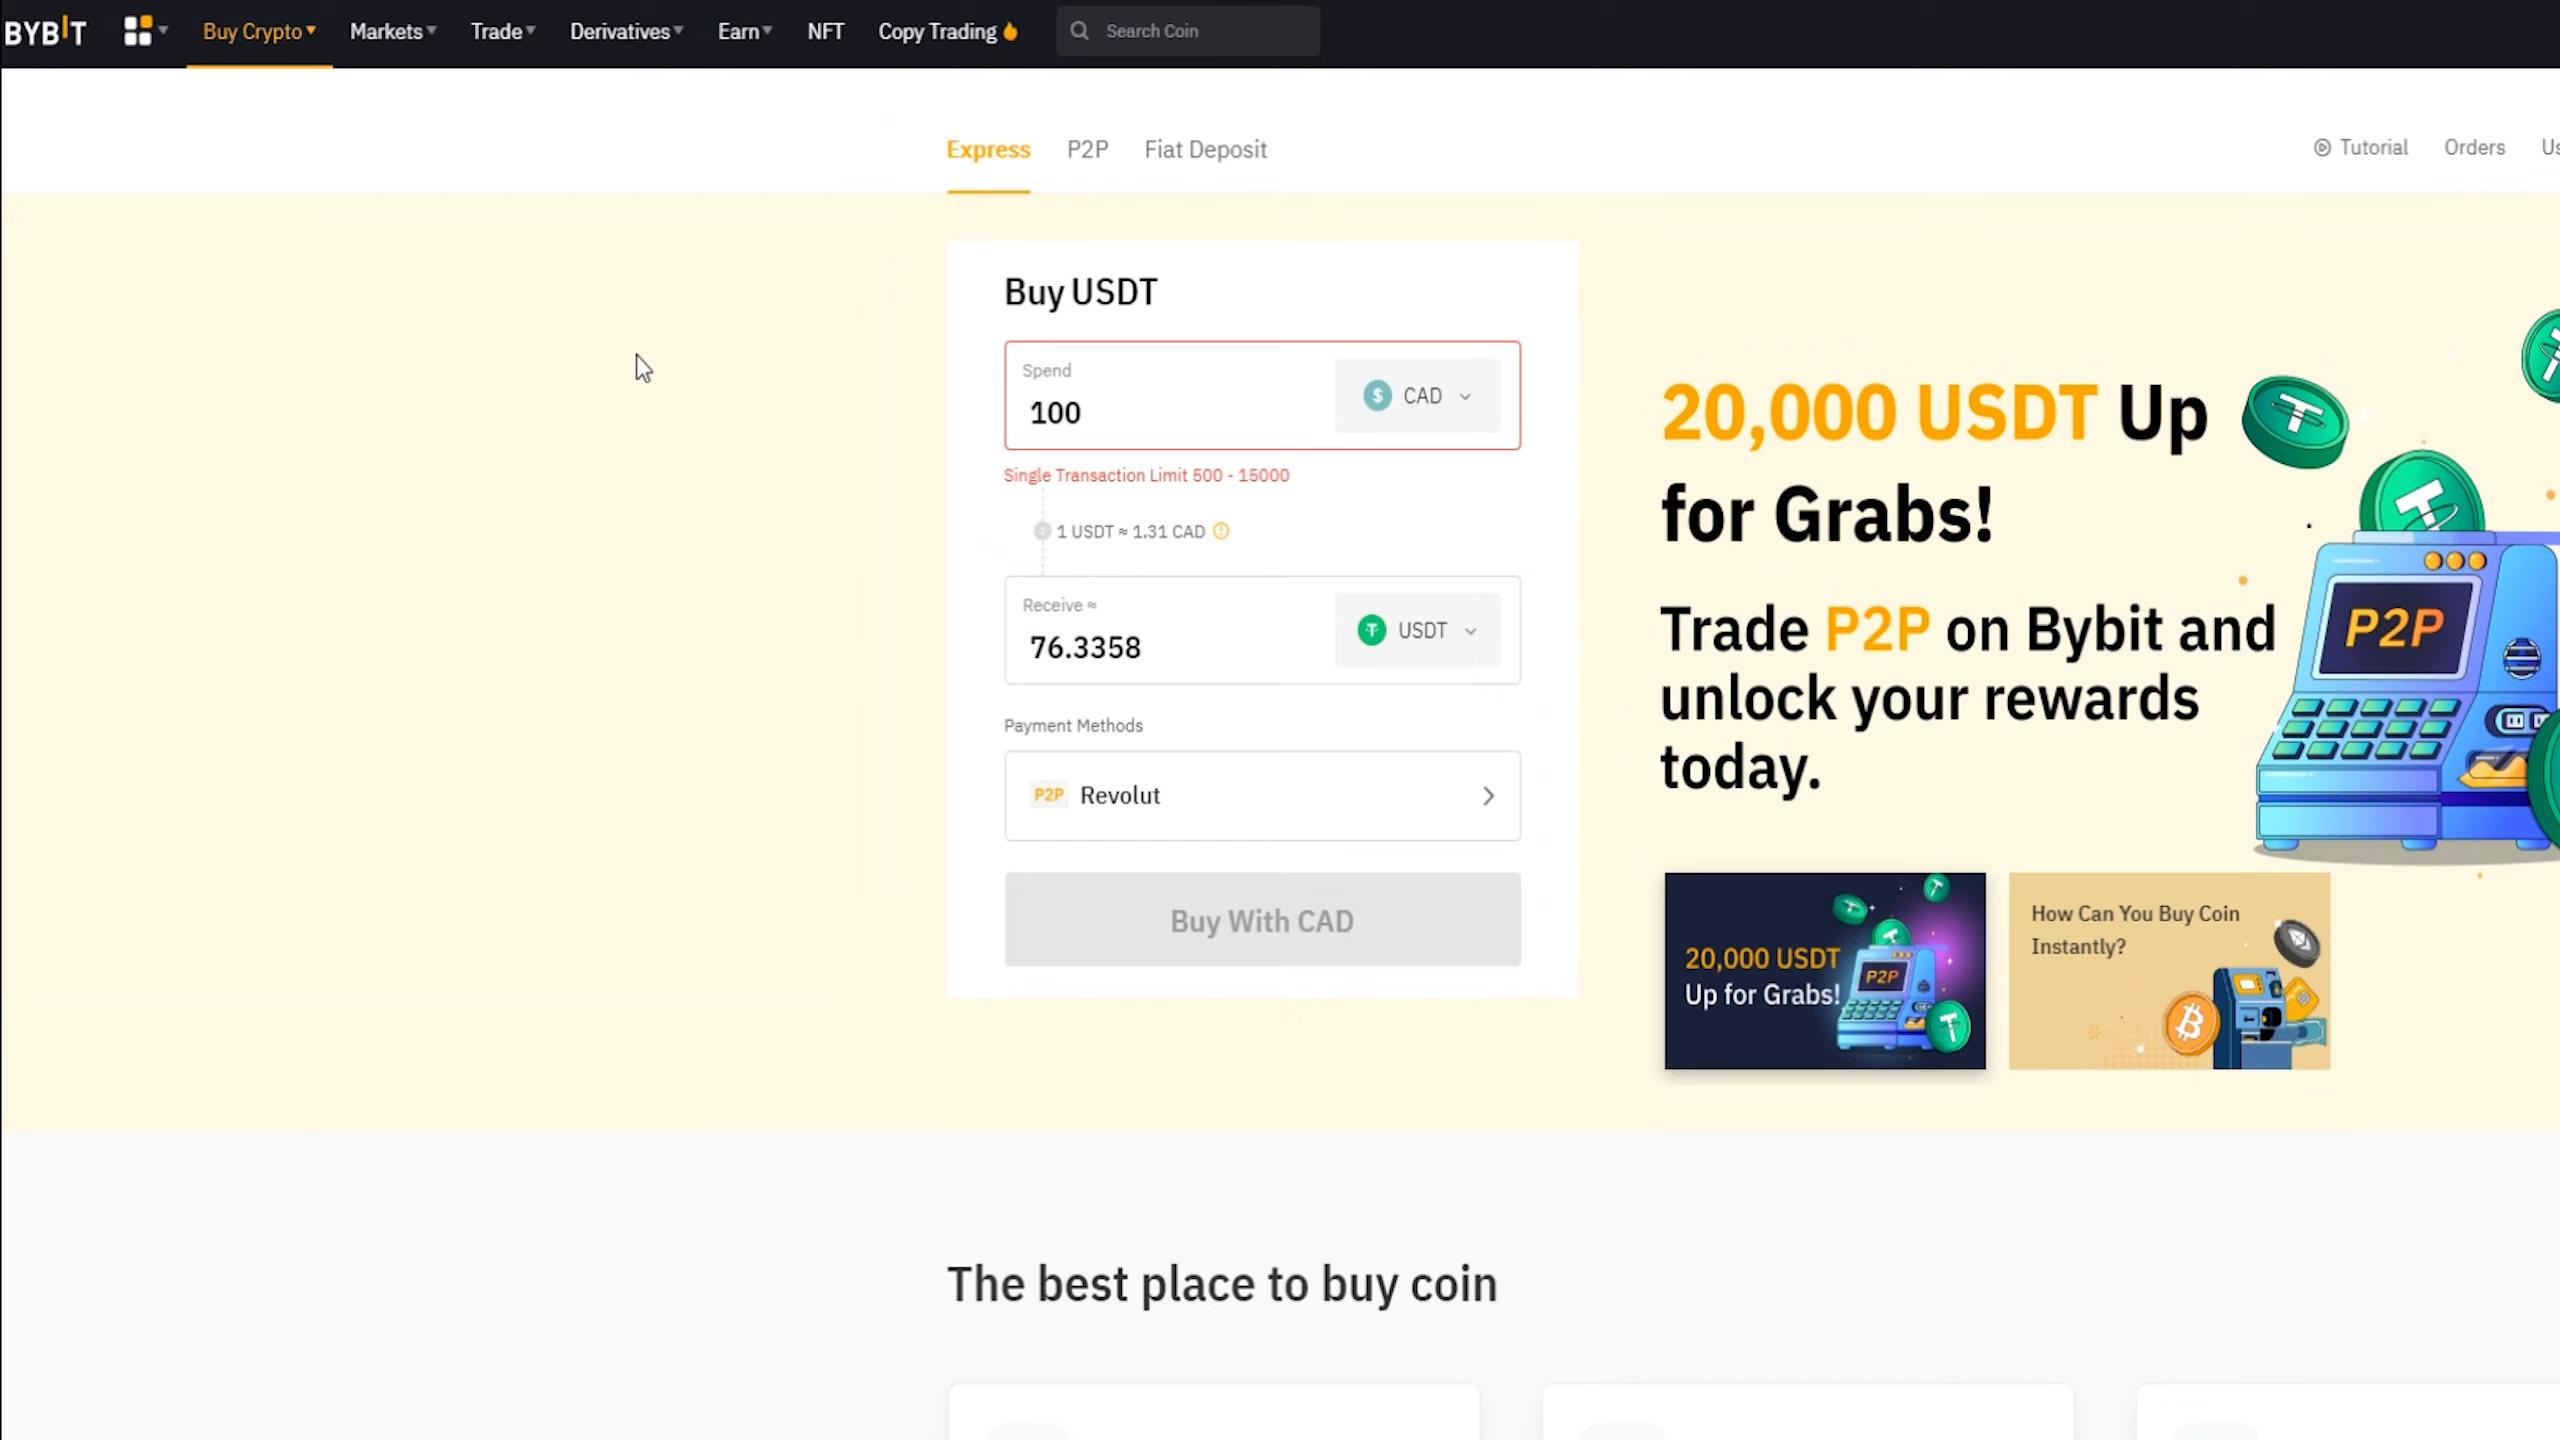 BYBIT
Buy Crypto
Markets
Trade
Derivatives
Earn
NFT
Copy Trading
Search Coin
Express
P2P
Fiat Deposit
Tutorial
Orders
Buy USDT
Spend
100
CAD
Single Transaction Limit 500 - 15000
1 USDT ≈ 1.31 CAD
Receive ≈
76.3358
USDT
Payment Methods
P2P Revolut
Buy With CAD
20,000 USDT Up
for Grabs!
Trade P2P on Bybit and
unlock your rewards
today.
P2P
20,000 USDT
Up for Grabs!
P2P
How Can You Buy Coin
Instantly?
The best place to buy coin